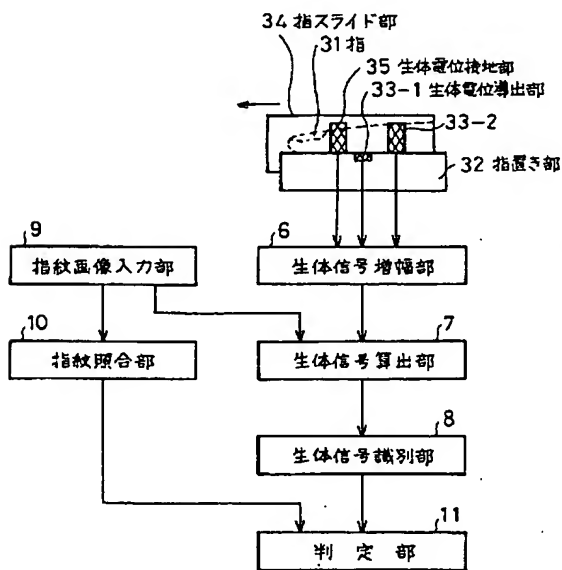 34 指スライド部
31 指
35 生体電位接地部
33-1 生体電位導出部
33-2
32 指置き部
9
指紋画像入力部
6
生体信号増幅部
10
指紋照合部
7
生体信号算出部
8
生体信号識別部
11
判定部